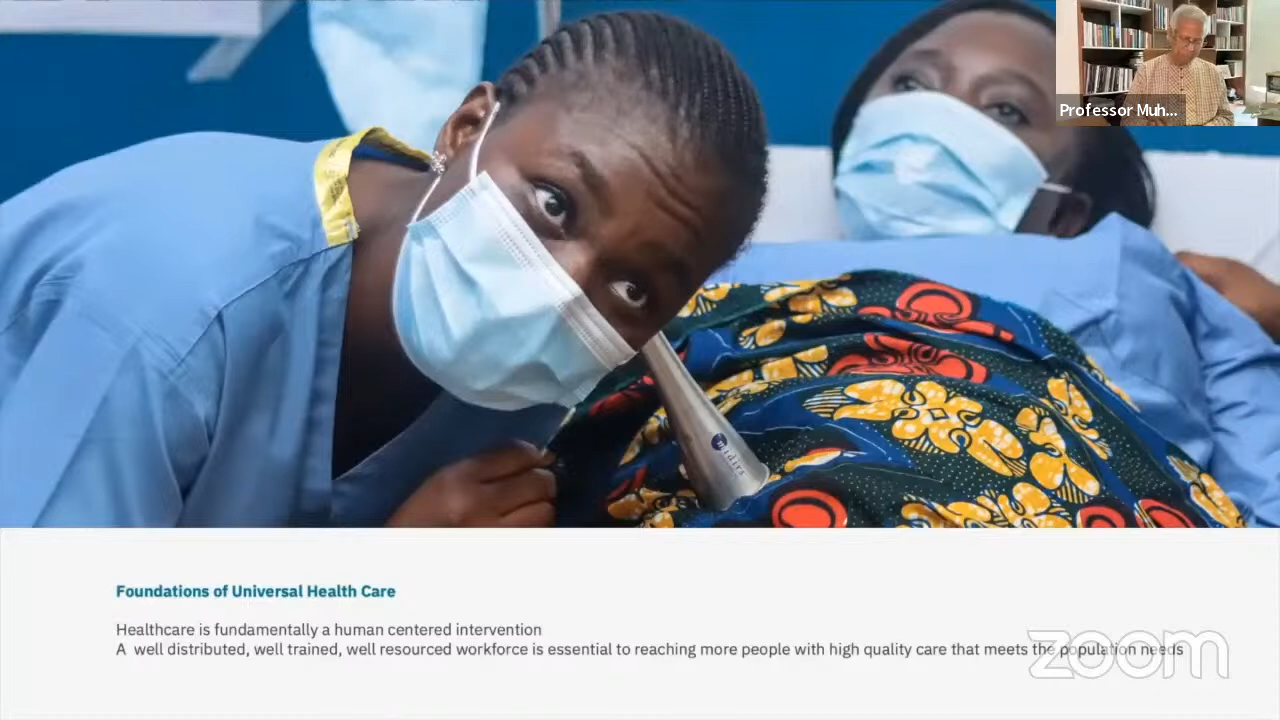 Professor Muh...
Foundations of Universal Health Care
Healthcare is fundamentally a human centered intervention
A well distributed, well trained, well resourced workforce is essential to reaching more people with high quality care that meets the population needs
zoom